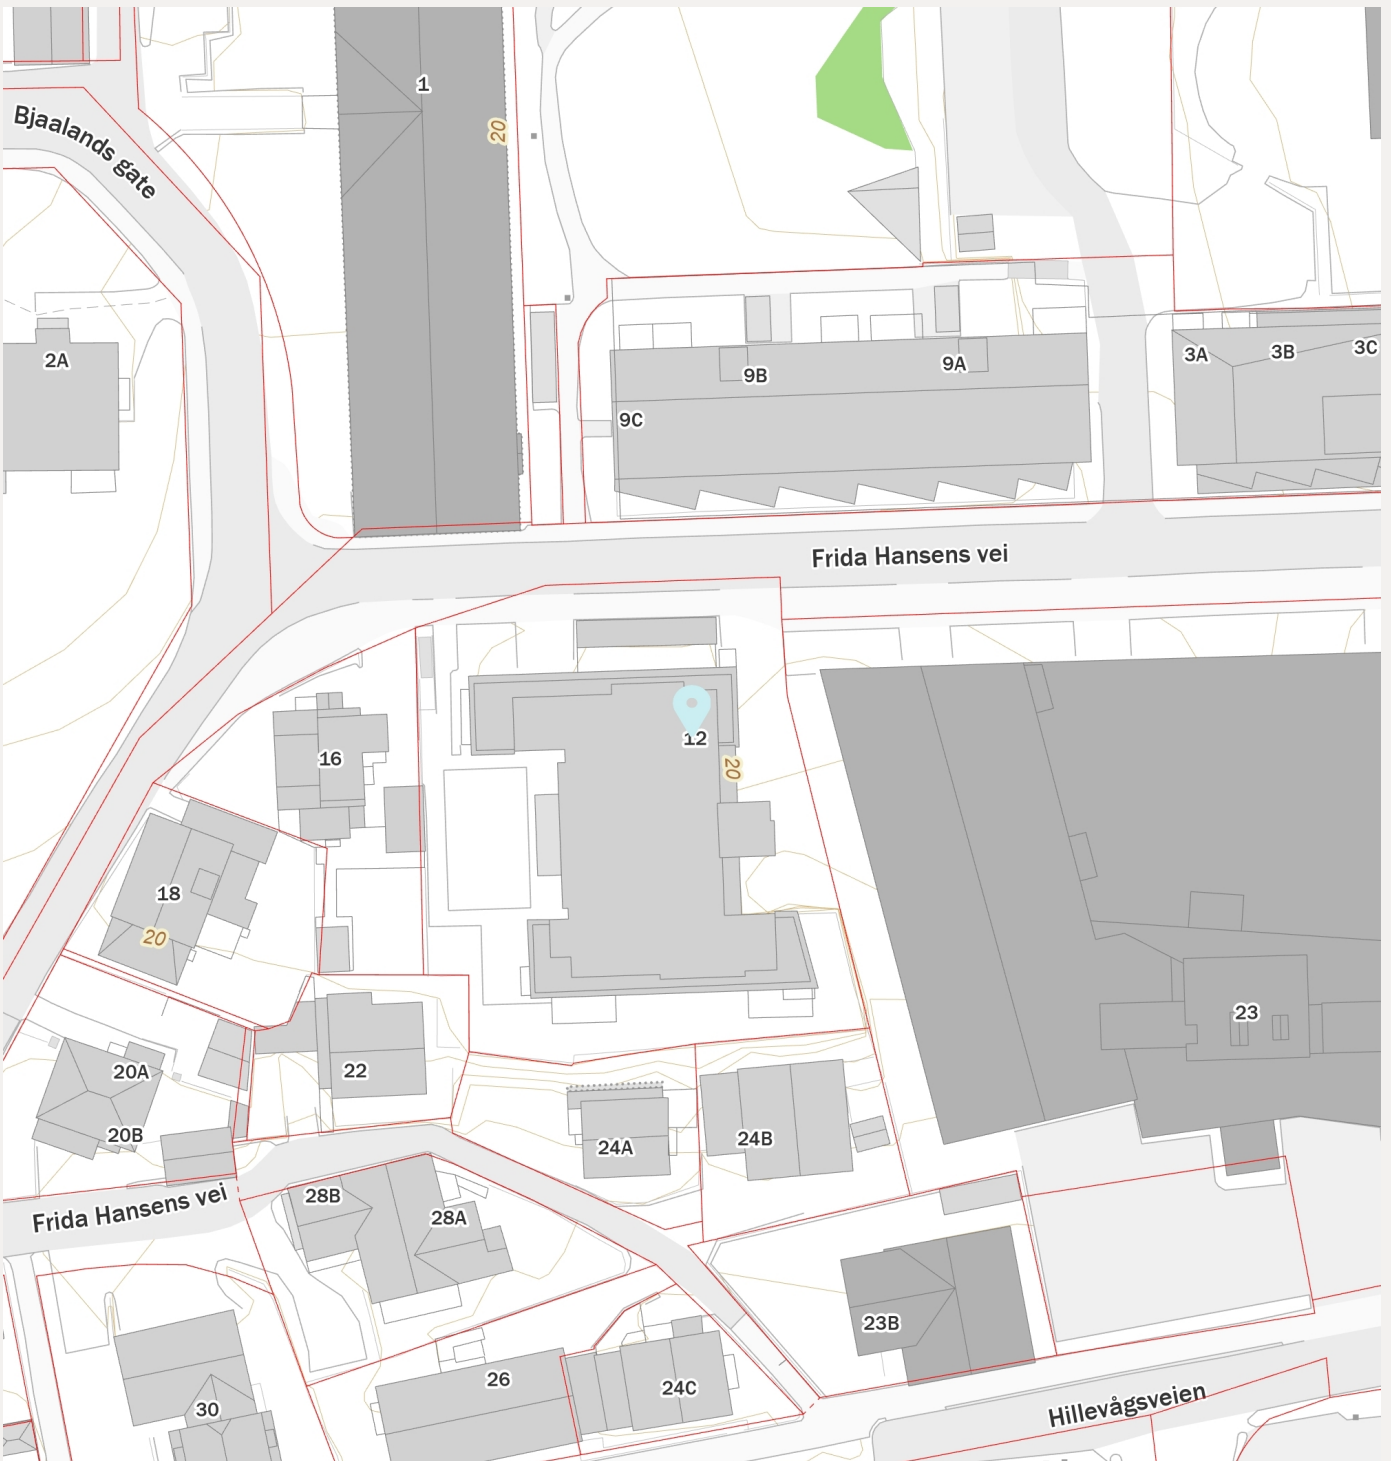 1
20
Bjaalands gate
2A
9B
9A
9C
3A
3B
3C
Frida Hansens vei
12
20
16
18
20
23
20A
20B
22
24A
24B
Frida Hansens vei
28B
28A
23B
26
24C
30
Hillevågsveien